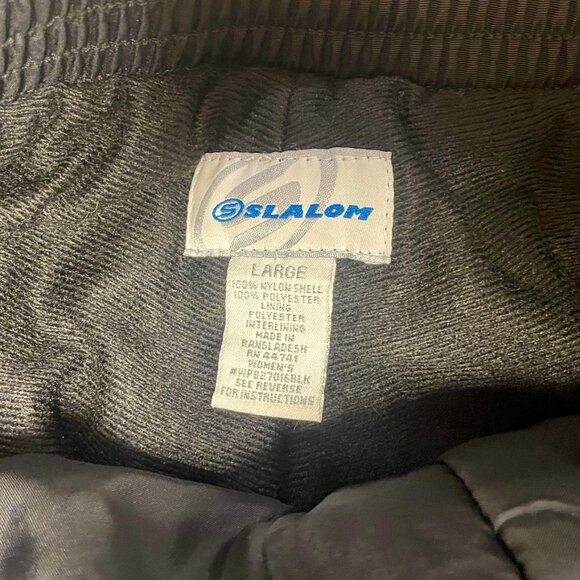 SLALOM
LARGE
100% NYLON SHELL
100% POLYESTER
LINING
POLYESTER
INTERLINING
MADE IN
BANGLADESH
RN 44741
WOMEN'S
#WP827016BLK
SEE REVERSE
FOR INSTRUCTIONS